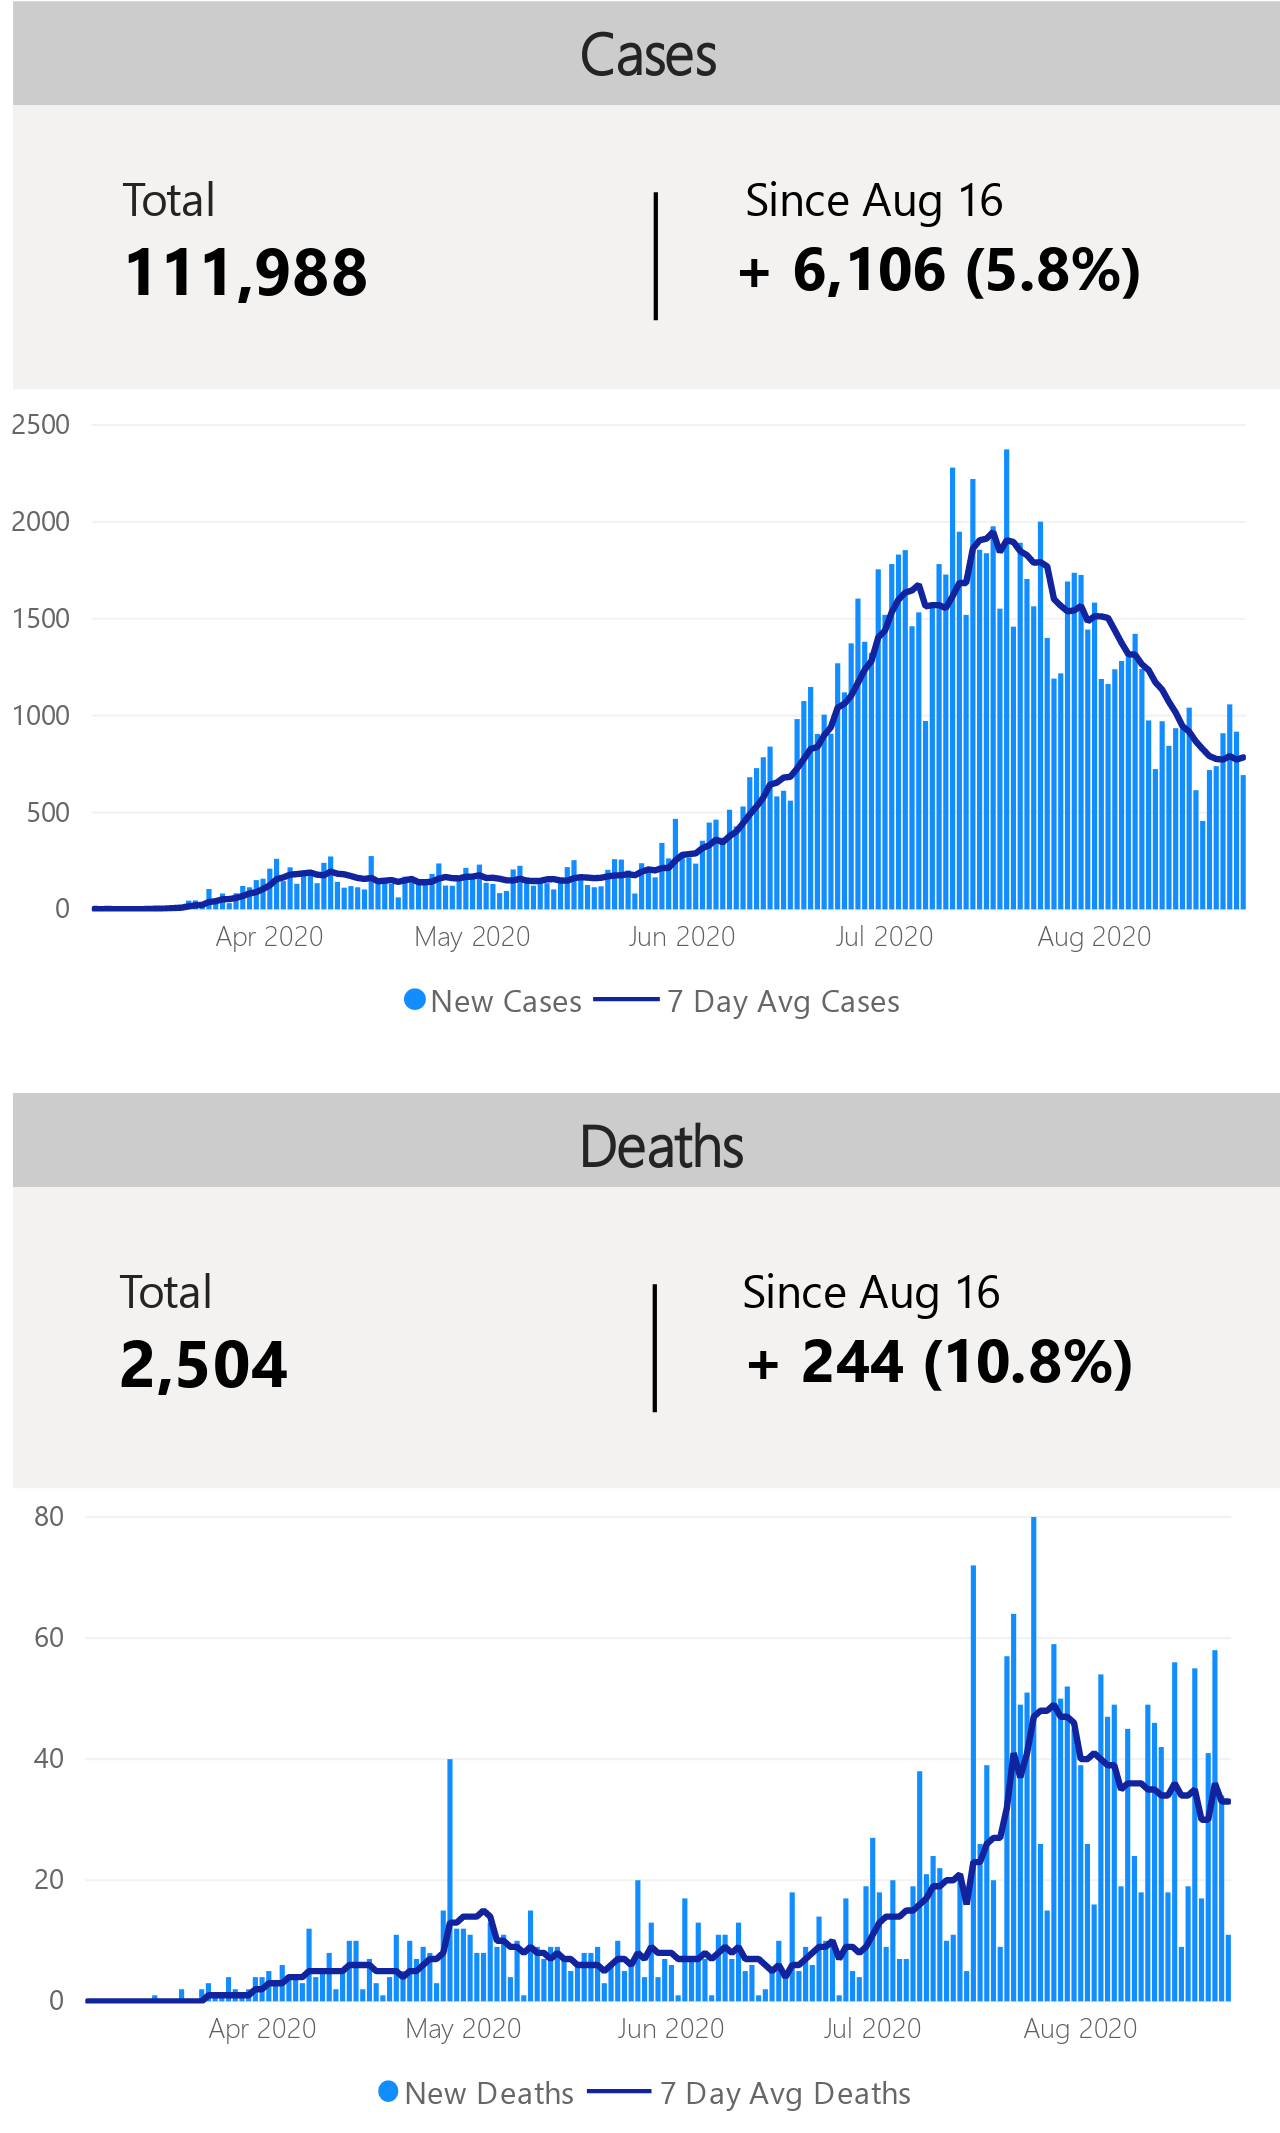 Cases
Total
Since Aug 16
111,988
+ 6,106 (5.8%)
2500
2000
1500
1000
500
0
Apr 2020 May 2020 Jun 2020 Jul 2020 Aug 2020
New Cases 7 Day Avg Cases
Deaths
Total
Since Aug 16
2,504
+ 244 (10.8%)
80
60
40
20
0
Apr 2020 May 2020 Jun 2020 Jul 2020 Aug 2020
New Deaths 7 Day Avg Deaths